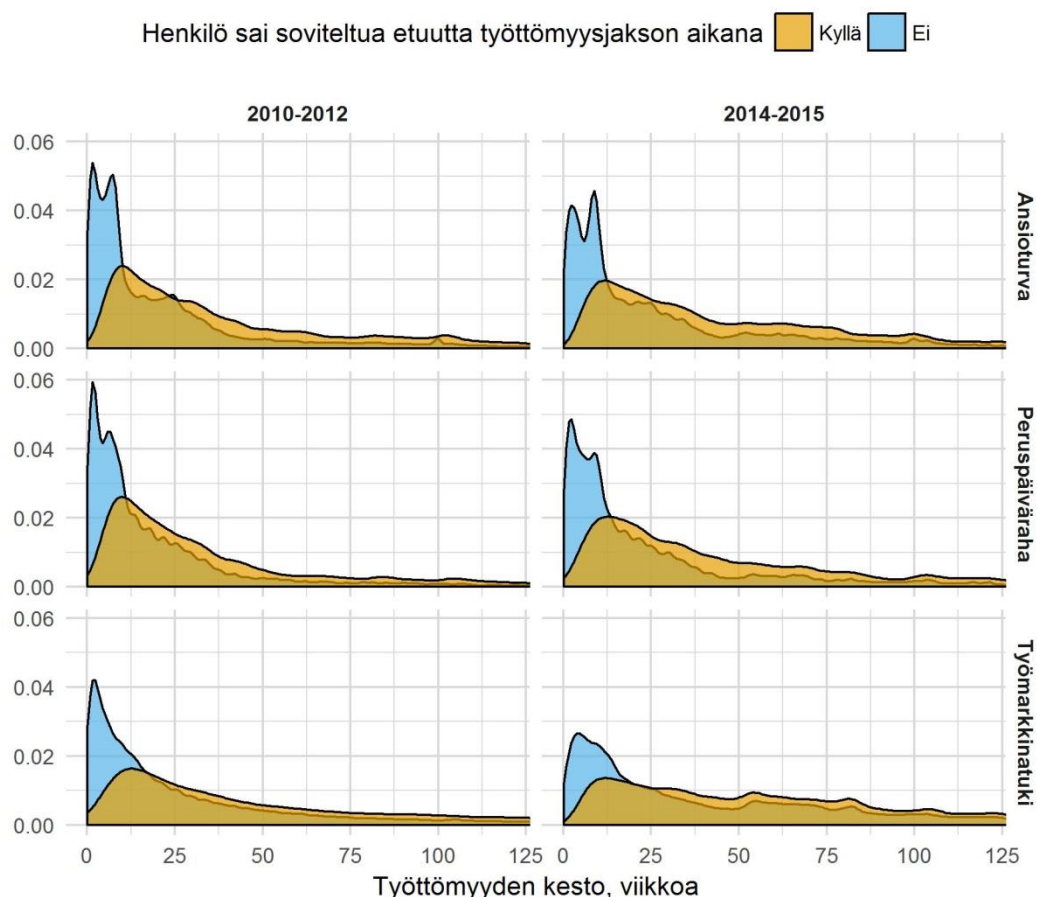 Henkilö sai soviteltua etuutta työttömyysjakson aikana Kyllä Ei
2010-2012 2014-2015
0.06
0.04
0.02
0.00
Ansioturva
0.06
0.04
0.02
0.00
Peruspäiväraha
0.06
0.04
0.02
0.00
Työmarkkinatuki
0 25 50 75 100 125 0 25 50 75 100 125
Työttömyyden kesto, viikkoa